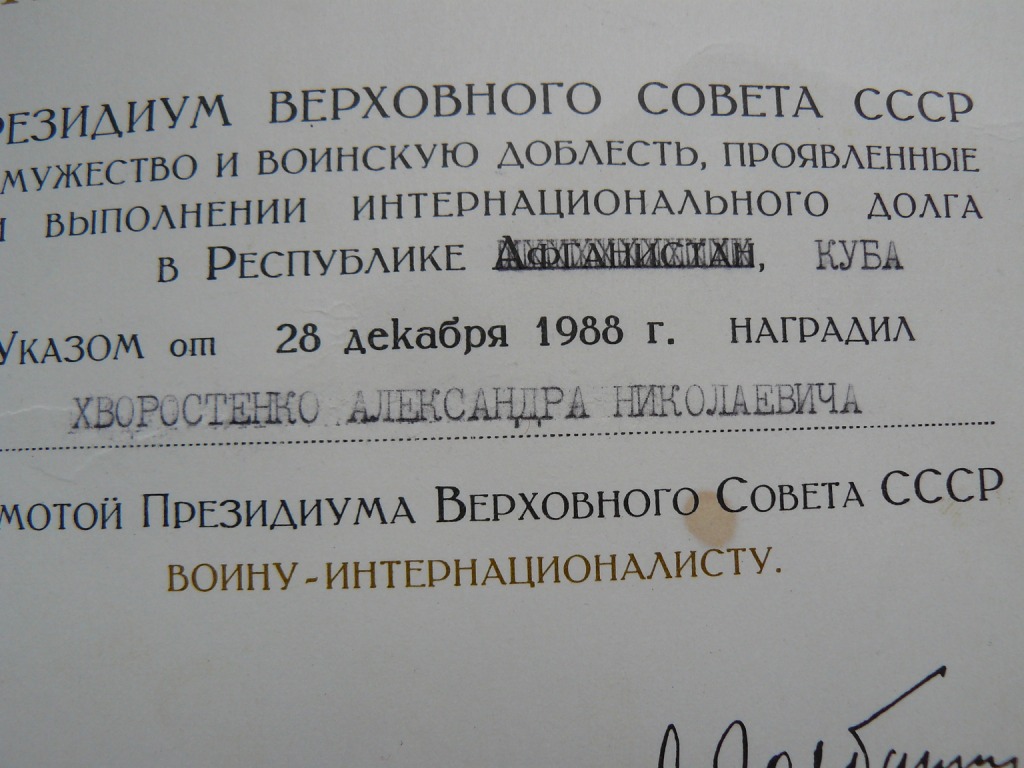 РЕЗИДИУМ ВЕРХОВНОГО СОВЕТА СССР
МУЖЕСТВО И ВОИНСКУЮ ДОБЛЕСТЬ, ПРОЯВЛЕННЫЕ
И ВЫПОЛНЕНИИ ИНТЕРНАЦИОНАЛЬНОГО ДОЛГА
В РЕСПУБЛИКЕ АФГАНИСТАН, КУБА
УКАЗОМ от 28 декабря 1988 г. НАГРАДИЛ
ХВОРОСТЕНКО АЛЕКСАНДРА НИКОЛАЕВИЧА
МОТОЙ ПРЕЗИДИУМА ВЕРХОВНОГО СОВЕТА СССР
ВОИНУ-ИНТЕРНАЦИОНАЛИСТУ.